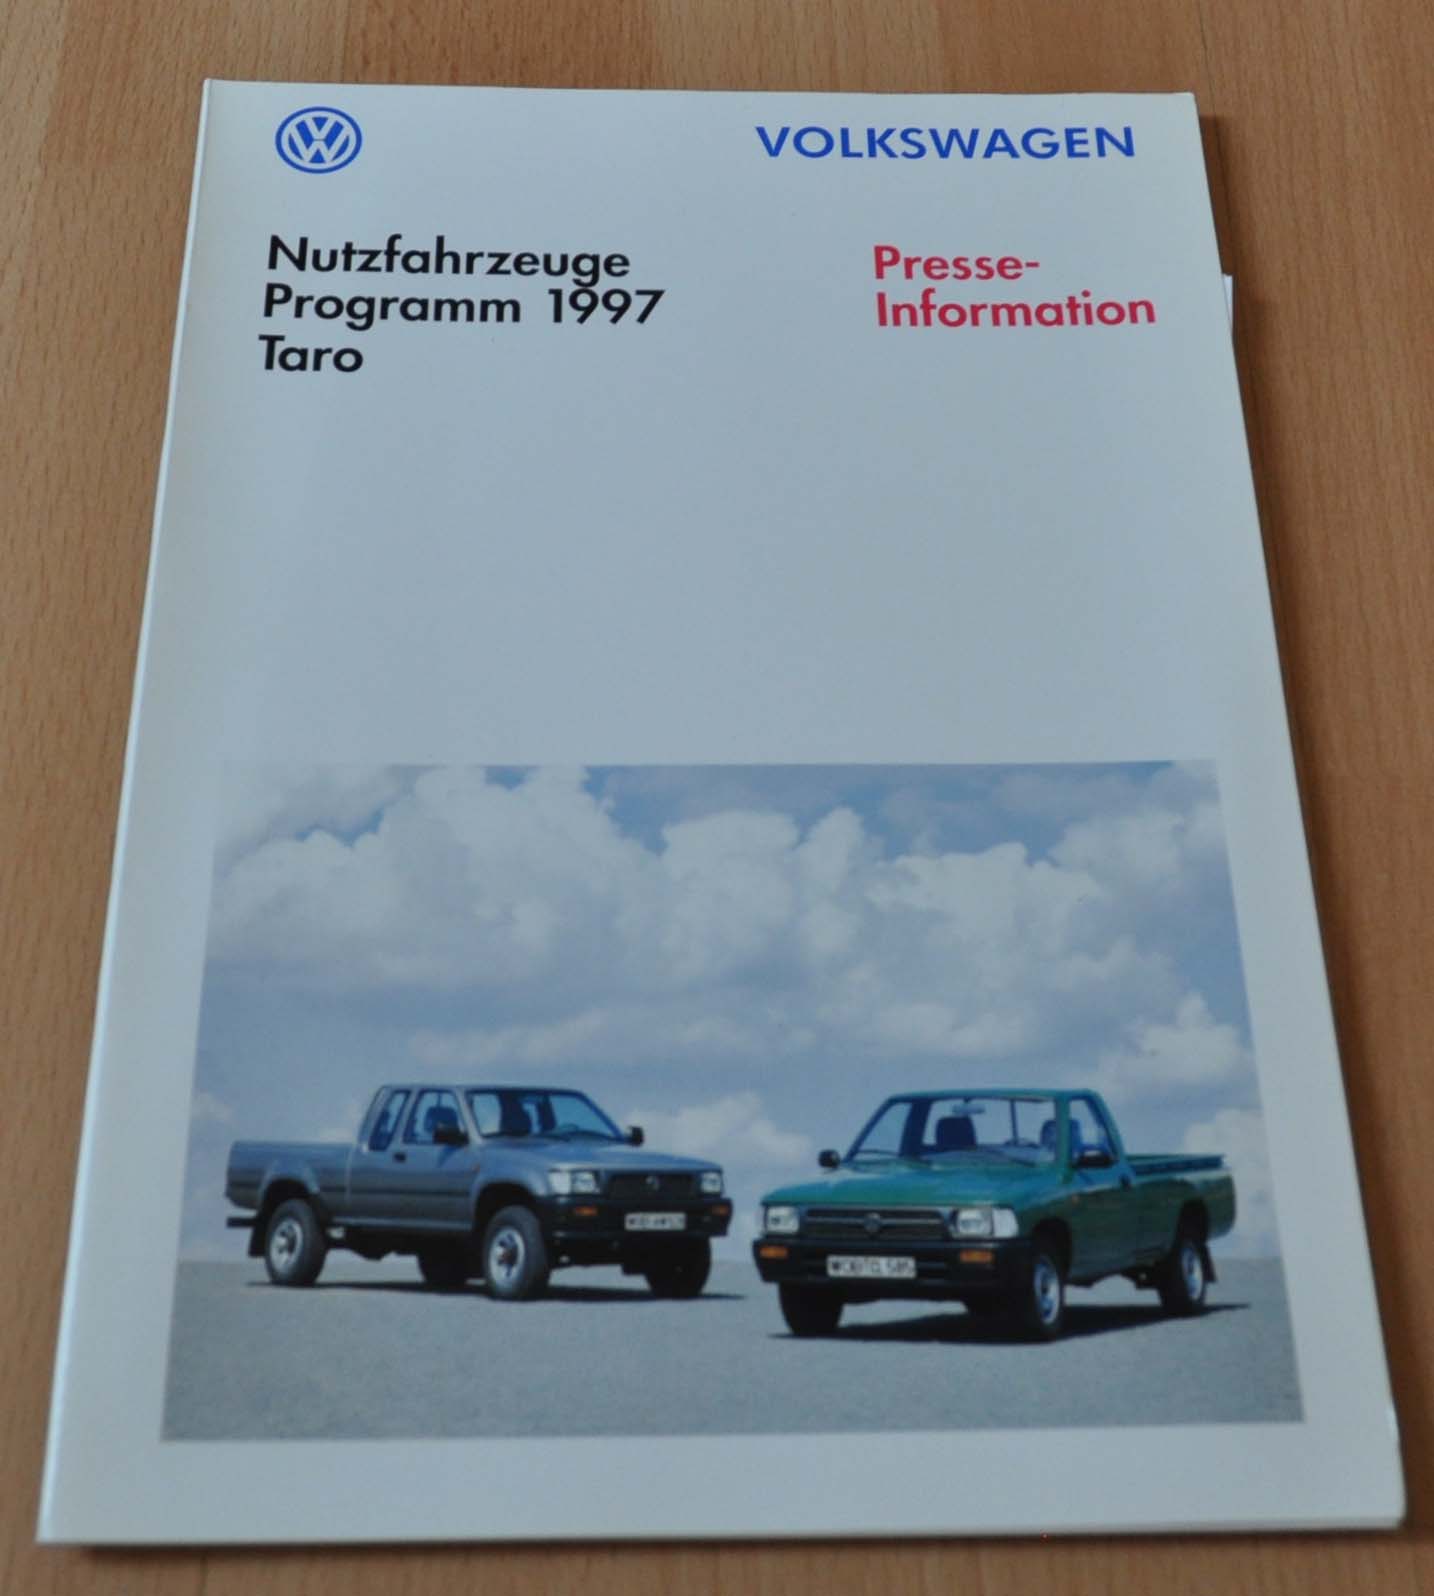 VOLKSWAGEN
Nutzfahrzeuge
Programm 1997
Taro
Presse-
Information